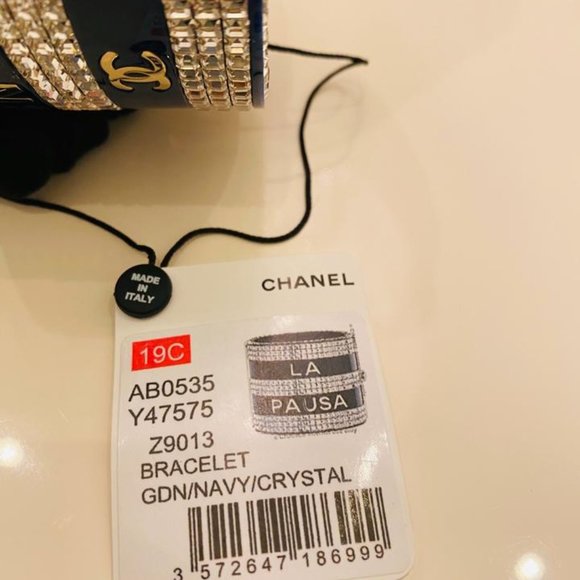 MADE
IN
ITALY
CHANEL
19C
AB0535
Y47575
Z9013
BRACELET
GDN/NAVY/CRYSTAL
LA
PAUSA
3 572647 186999